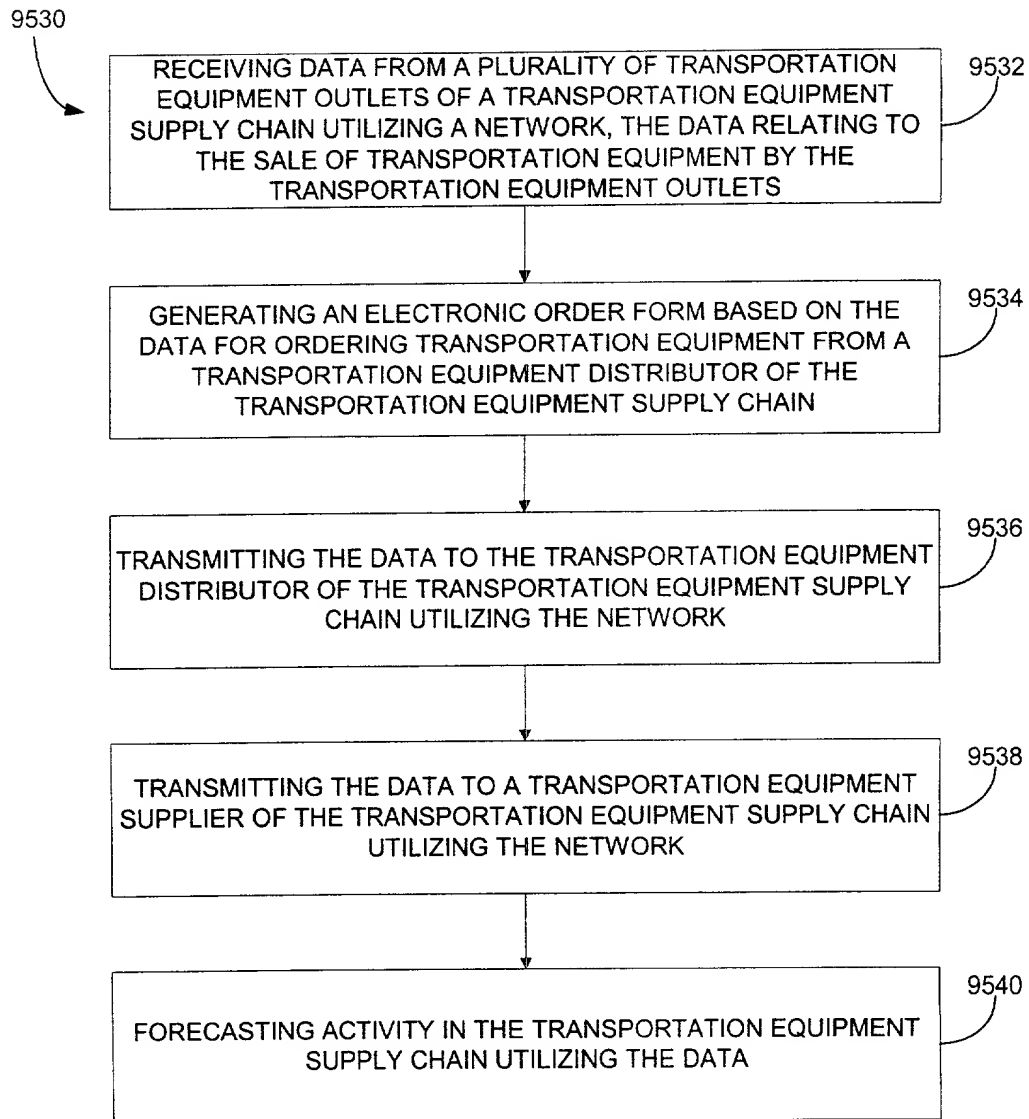 9530
RECEIVING DATA FROM A PLURALITY OF TRANSPORTATION
EQUIPMENT OUTLETS OF A TRANSPORTATION EQUIPMENT
SUPPLY CHAIN UTILIZING A NETWORK, THE DATA RELATING TO
THE SALE OF TRANSPORTATION EQUIPMENT BY THE
TRANSPORTATION EQUIPMENT OUTLETS
9532
GENERATING AN ELECTRONIC ORDER FORM BASED ON THE
DATA FOR ORDERING TRANSPORTATION EQUIPMENT FROM A
TRANSPORTATION EQUIPMENT DISTRIBUTOR OF THE
TRANSPORTATION EQUIPMENT SUPPLY CHAIN
9534
TRANSMITTING THE DATA TO THE TRANSPORTATION EQUIPMENT
DISTRIBUTOR OF THE TRANSPORTATION EQUIPMENT SUPPLY
CHAIN UTILIZING THE NETWORK
9536
TRANSMITTING THE DATA TO A TRANSPORTATION EQUIPMENT
SUPPLIER OF THE TRANSPORTATION EQUIPMENT SUPPLY CHAIN
UTILIZING THE NETWORK
9538
FORECASTING ACTIVITY IN THE TRANSPORTATION EQUIPMENT
SUPPLY CHAIN UTILIZING THE DATA
9540